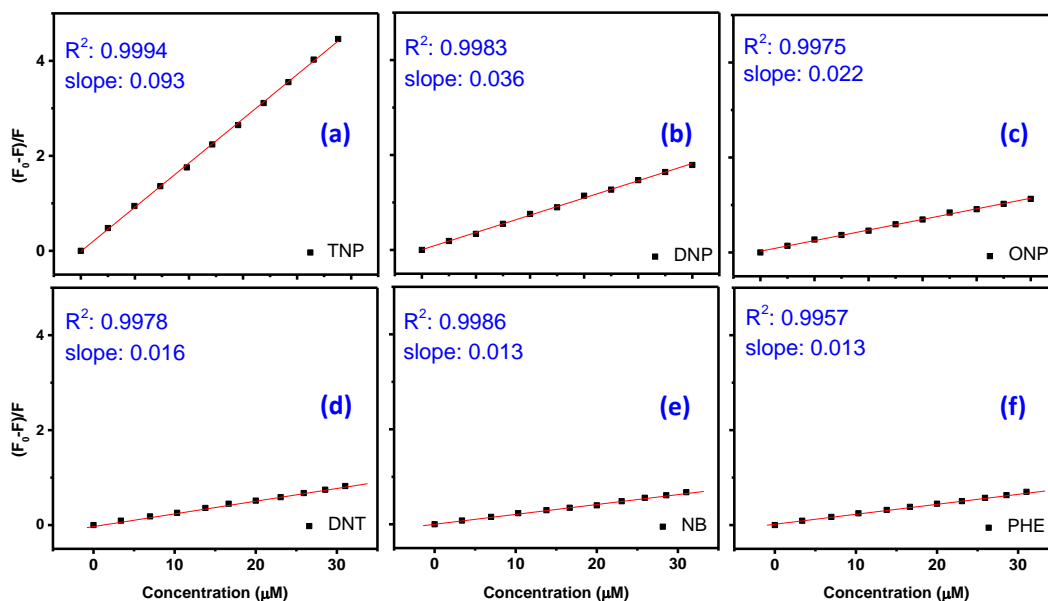 R²: 0.9994
slope: 0.093
(a)
TNP
4
2
0
(F₀-F)/F
R²: 0.9983
slope: 0.036
(b)
DNP
R²: 0.9975
slope: 0.022
(c)
ONP
R²: 0.9978
slope: 0.016
(d)
DNT
4
2
0
(F₀-F)/F
0 10 20 30
Concentration (μM)
R²: 0.9986
slope: 0.013
(e)
NB
0 10 20 30
Concentration (μM)
R²: 0.9957
slope: 0.013
(f)
PHE
0 10 20 30
Concentration (μM)